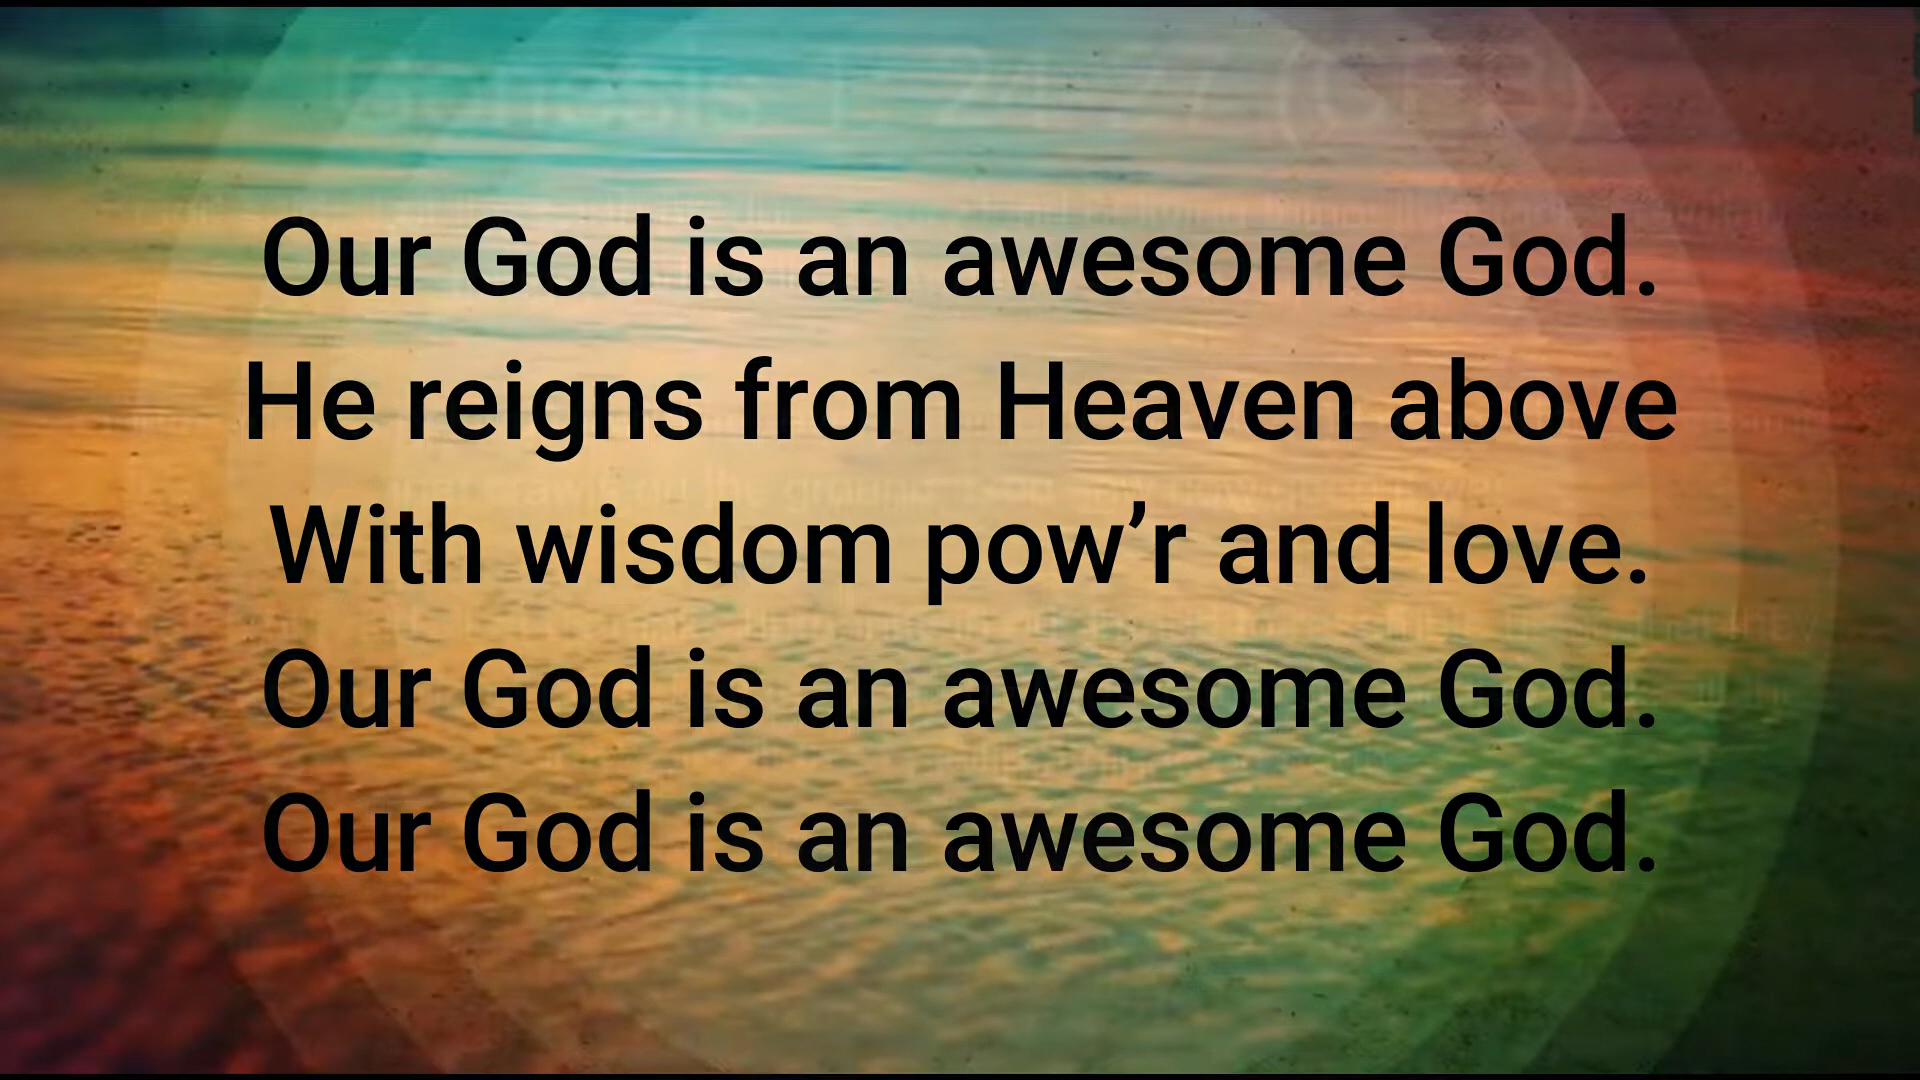 Our God is an awesome God.
He reigns from Heaven above
With wisdom pow’r and love.
Our God is an awesome God.
Our God is an awesome God.